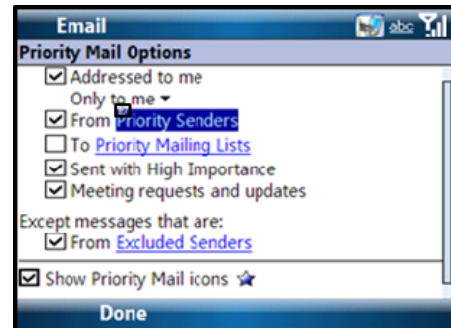 Email
abc
Priority Mail Options
Addressed to me
Only to me
From Priority Senders
To Priority Mailing Lists
Sent with High Importance
Meeting requests and updates
Except messages that are:
From Excluded Senders
Show Priority Mail icons
Done